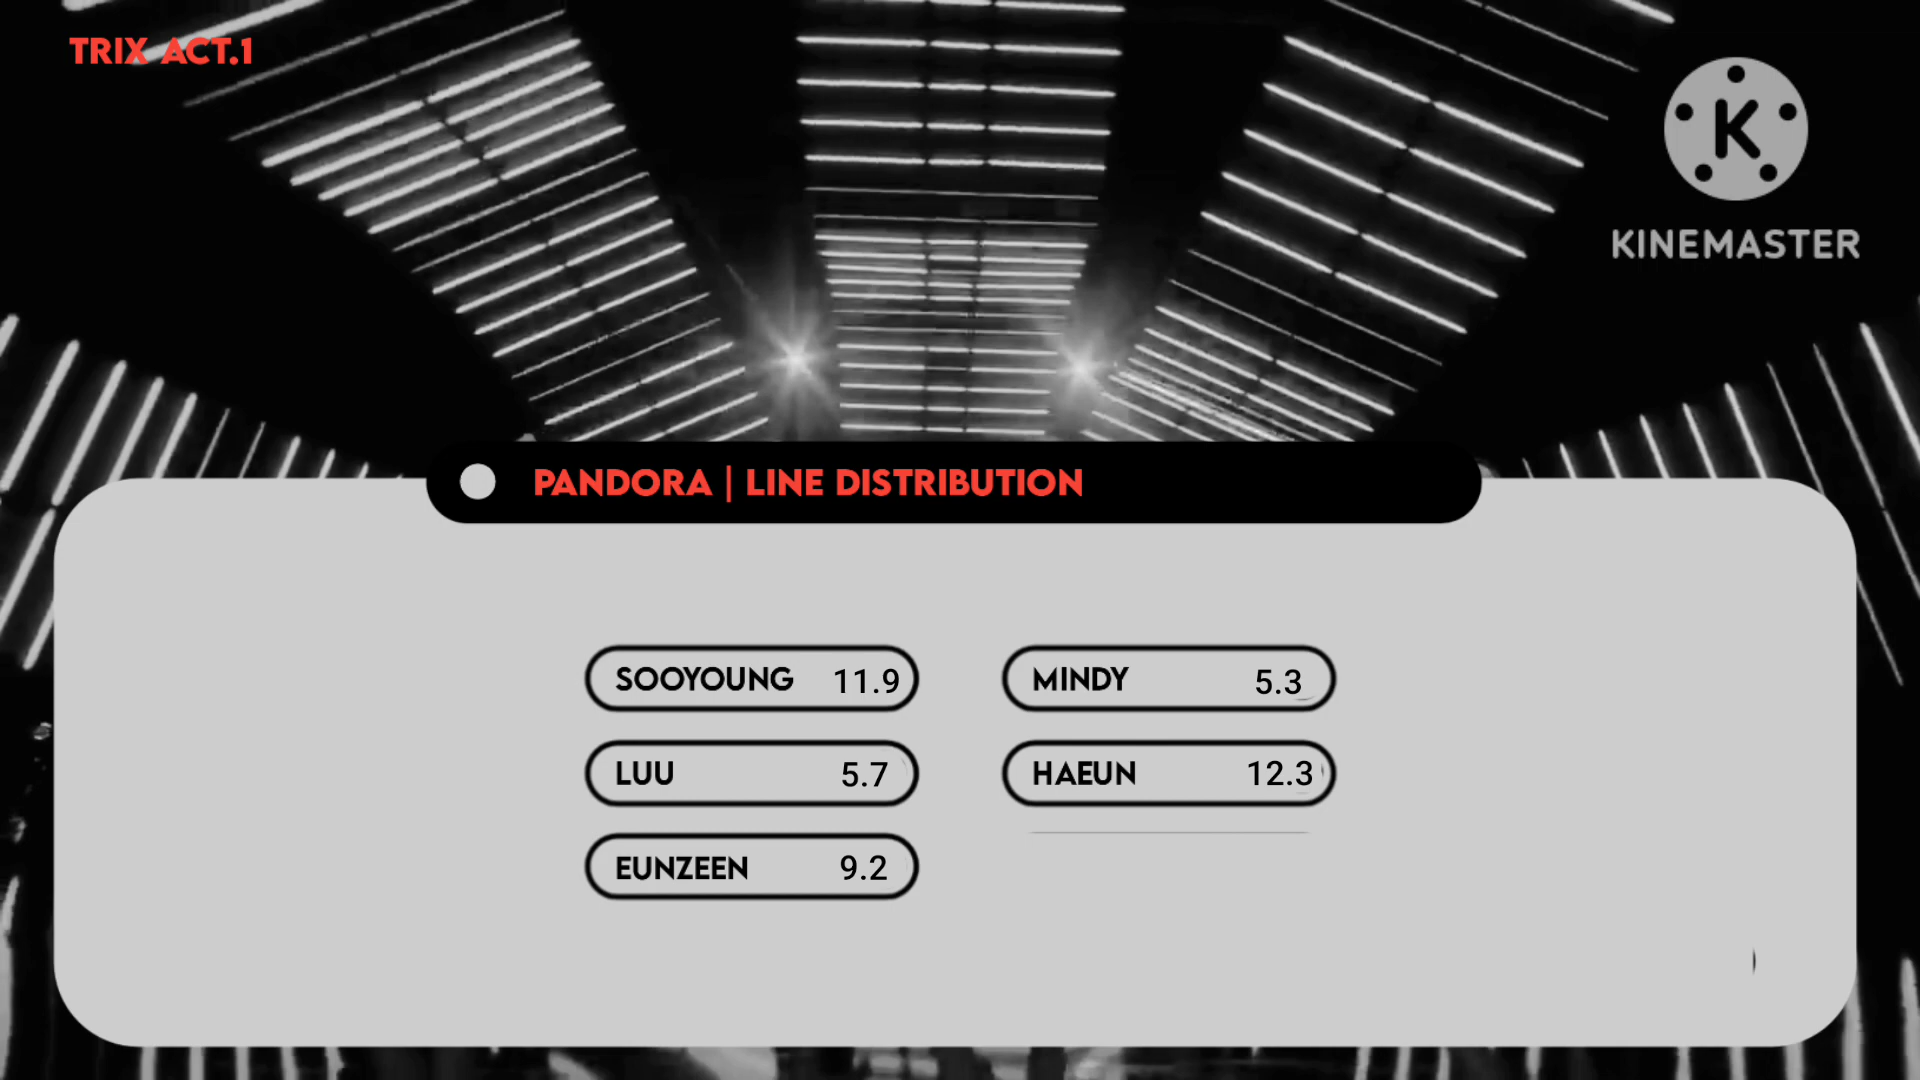 TRIX ACT.1
K
KINEMASTER
PANDORA | LINE DISTRIBUTION
SOOYOUNG 11.9
MINDY 5.3
LUU 5.7
HAEUN 12.3
EUNZEEN 9.2